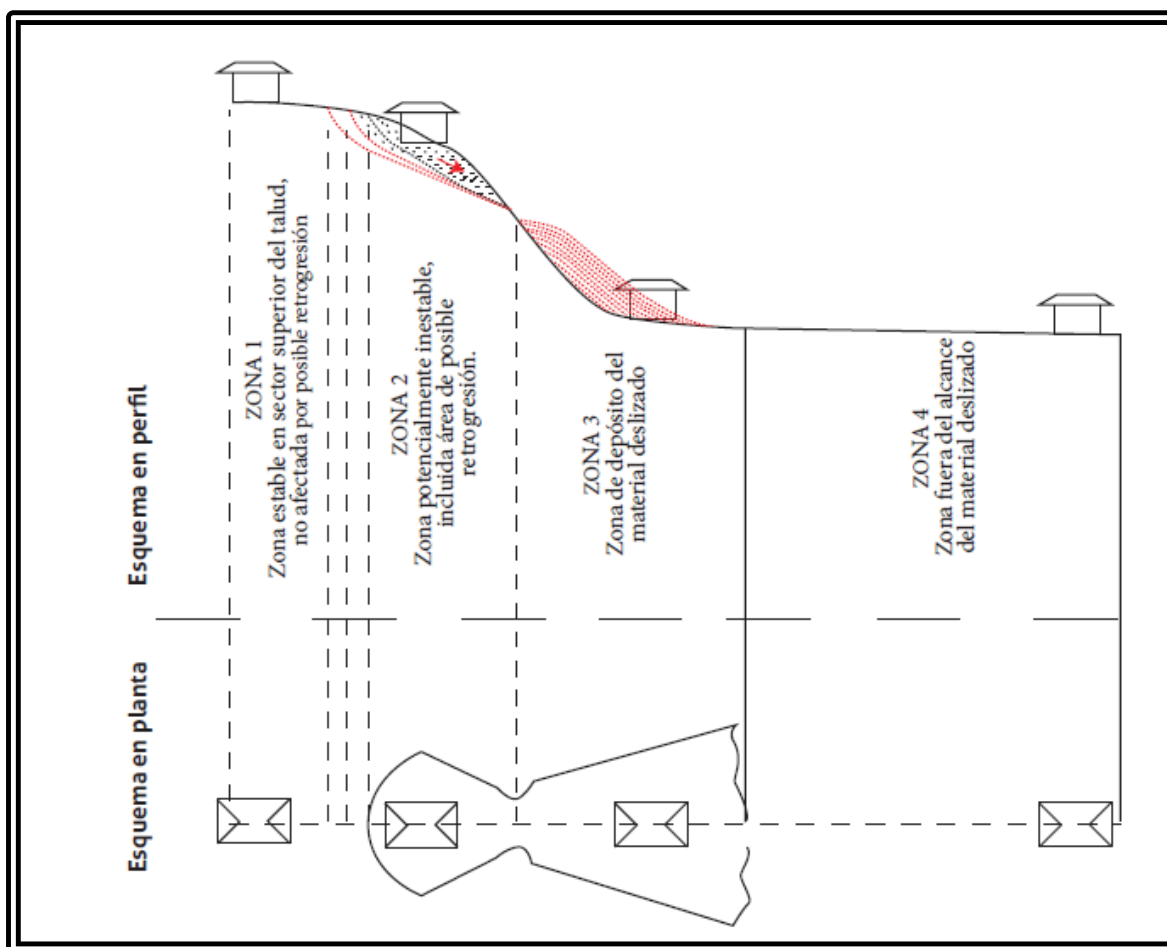 Esquema en perfil
ZONA 1
Zona estable en sector superior del talud,
no afectada por posible retrogresión
ZONA 2
Zona potencialmente inestable,
incluida área de posible
retrogresión.
ZONA 3
Zona de depósito del
material deslizado
ZONA 4
Zona fuera del alcance
del material deslizado
Esquema en planta